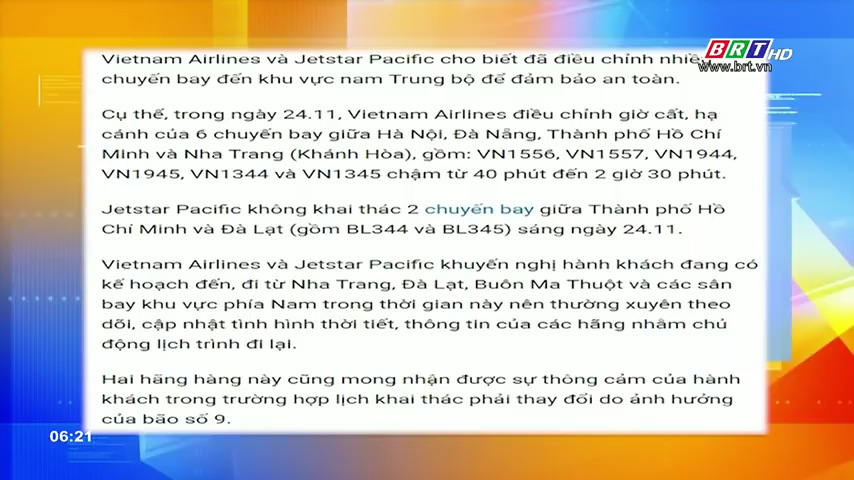 BRT HD
www.brt.vn
Vietnam Airlines và Jetstar Pacific cho biết đã điều chỉnh
chuyến bay đến khu vực nam Trung bộ để đảm bảo an toàn.
Cụ thể, trong ngày 24.11, Vietnam Airlines điều chỉnh giờ cất, hạ
cánh của 6 chuyến bay giữa Hà Nội, Đà Nẵng, Thành phố Hồ Chí
Minh và Nha Trang (Khánh Hòa), gồm: VN1556, VN1557, VN1944,
VN1945, VN1344 và VN1345 chậm từ 40 phút đến 2 giờ 30 phút.
Jetstar Pacific không khai thác 2 chuyến bay giữa Thành phố Hồ
Chí Minh và Đà Lạt (gồm BL344 và BL345) sáng ngày 24.11.
Vietnam Airlines và Jetstar Pacific khuyến nghị hành khách đang có
kế hoạch đến, đi từ Nha Trang, Đà Lạt, Buôn Ma Thuột và các sân
bay khu vực phía Nam trong thời gian này nên thường xuyên theo
dõi, cập nhật tình hình thời tiết, thông tin của các hãng nhằm chủ
động lịch trình đi lại.
Hai hãng hàng này cũng mong nhận được sự thông cảm của hành
khách trong trường hợp lịch khai thác phải thay đổi do ảnh hưởng
của bão số 9.
06:21